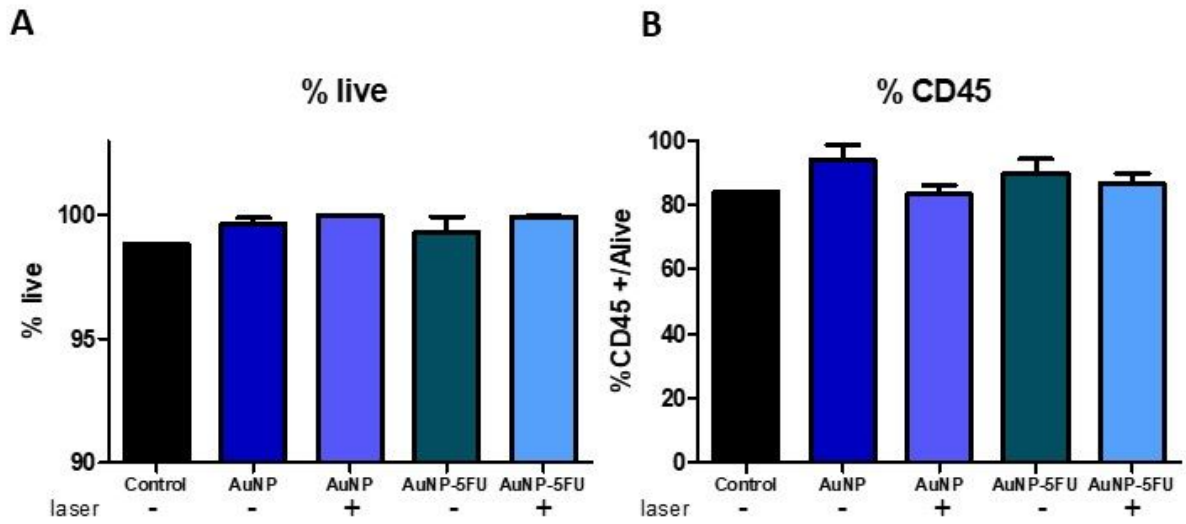 A
% live
% live
100
95
90
Control AuNP AuNP AuNP-5FU AuNP-5FU
laser - - + - +
B
% CD45
%CD45 +/Alive
100
80
60
40
20
0
Control AuNP AuNP AuNP-5FU AuNP-5FU
laser - - + - +